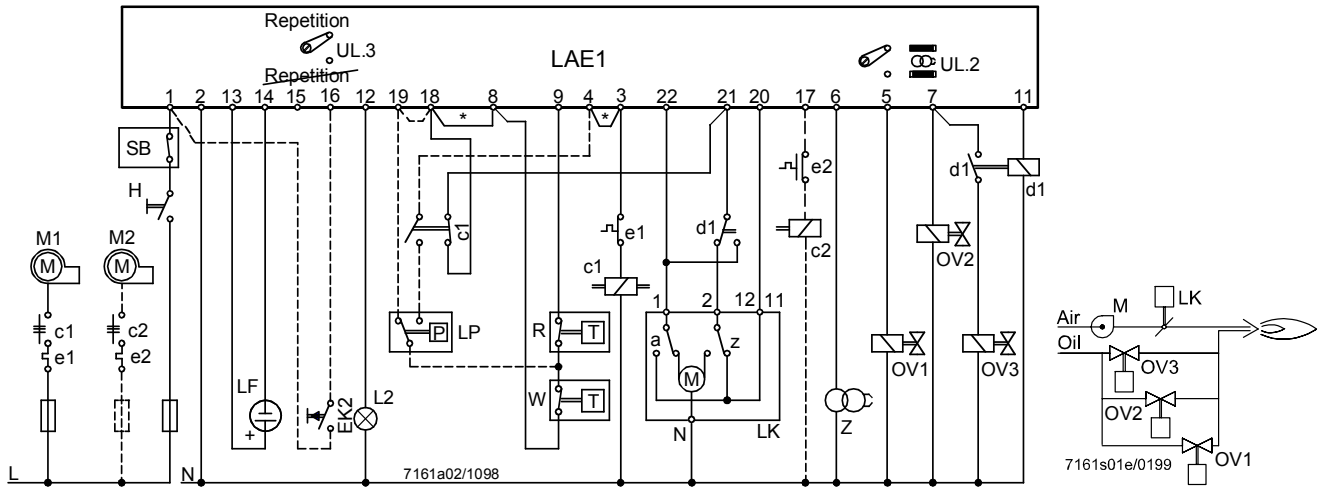 Repetition
UL.3
Repetition
LAE1
UL.2
1 2 13 14 15 16 12 19 18 8 9 4 3 22 21 20 17 6 5 7 11
* *
SB
H
e2
d1 d1
c1
e1
d1
c2
OV2
M1 M2
M M
c1
1 2 12 11
LK
M
Air
Oil
c1 c2
e1 e2
P LP
R T
a z
M
OV1 OV3
OV3
LF
+
EK2
L2
W T
N LK
Z
OV2
OV1
L N
7161a02/1098
7161s01e/0199